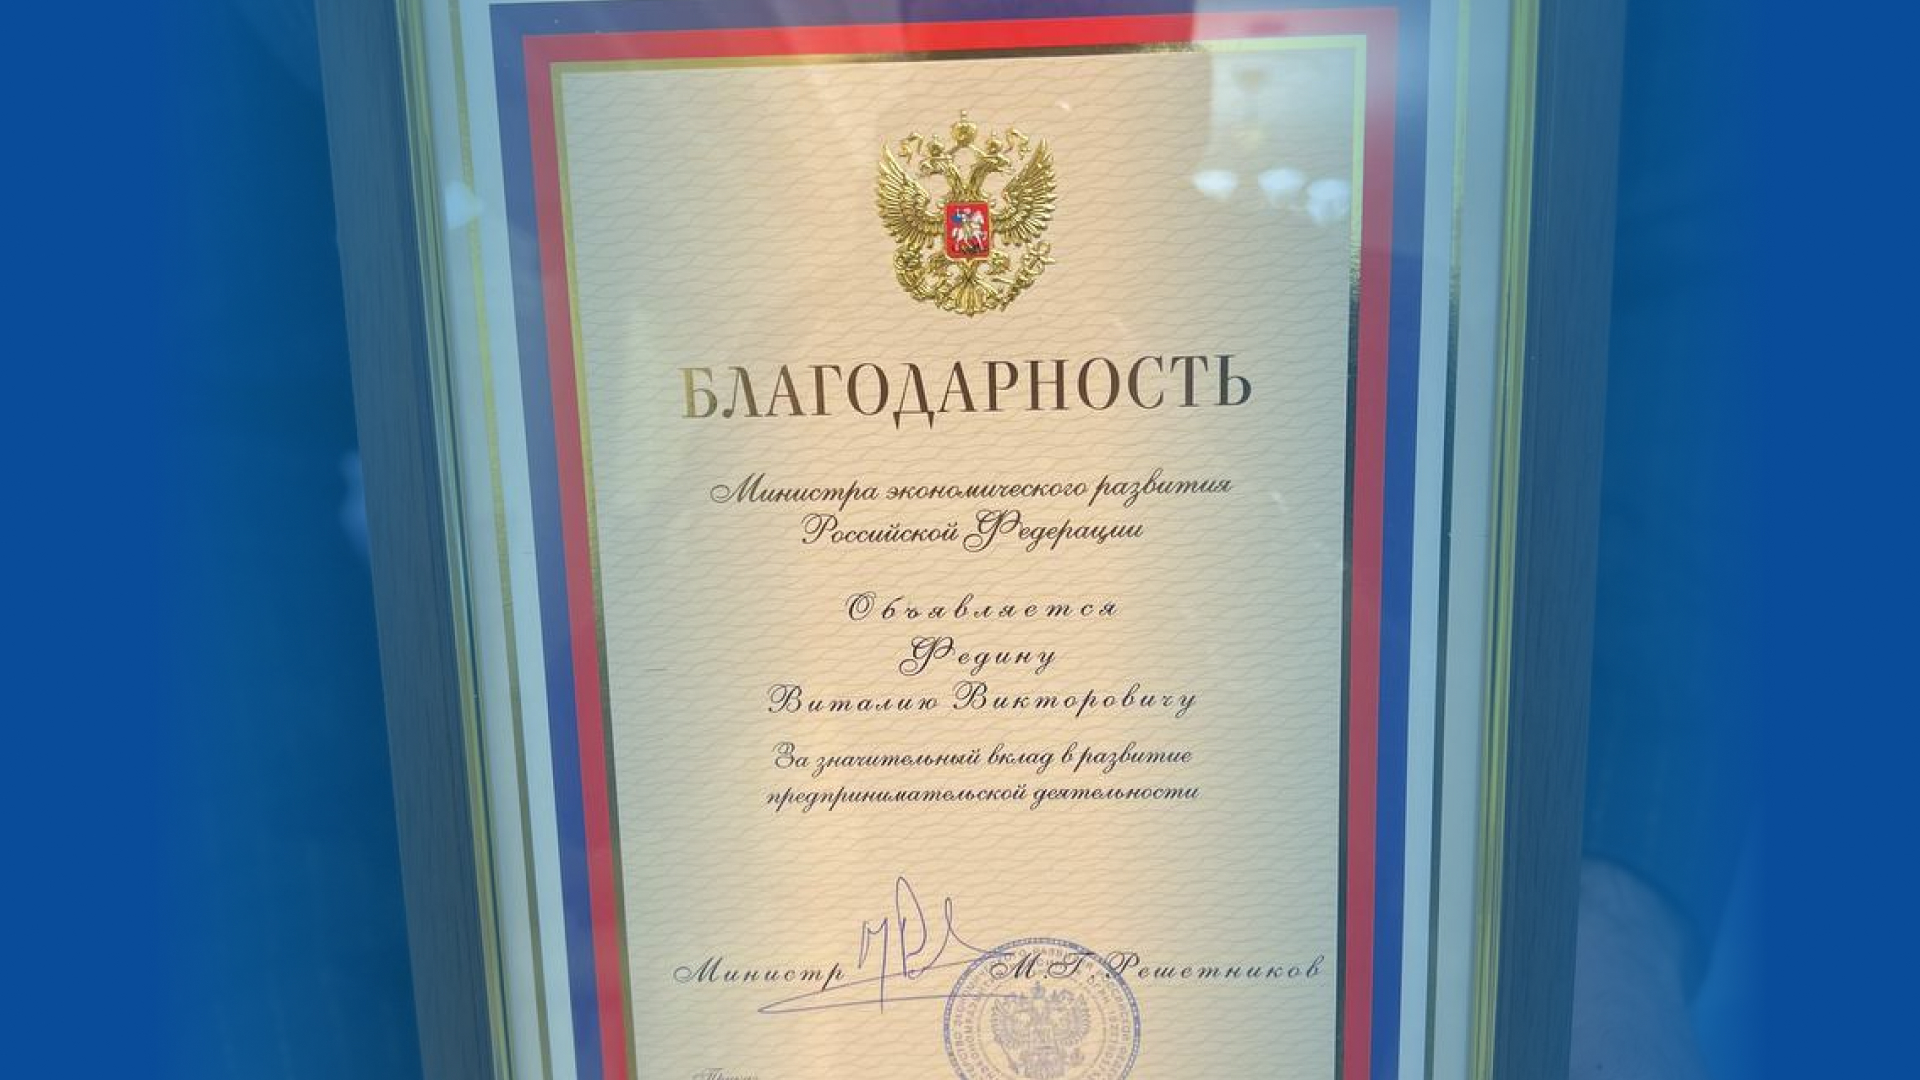 БЛАГОДАРНОСТЬ
Министра экономического развития
Российской Федерации
Объявляется
Федину
Виталию Викторовичу
За значительный вклад в развитие
предпринимательской деятельности
Министр М.Г. Решетников